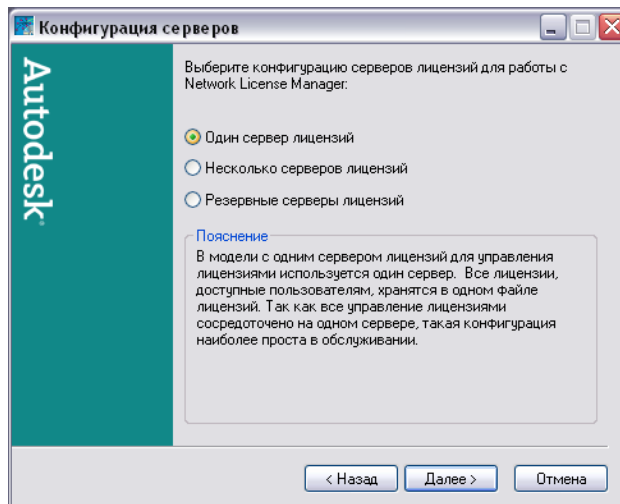 Конфигурация серверов
Autodesk
Выберите конфигурацию серверов лицензий для работы с
Network License Manager:
Один сервер лицензий
Несколько серверов лицензий
Резервные серверы лицензий
Пояснение
В модели с одним сервером лицензий для управления
лицензиями используется один сервер. Все лицензии,
доступные пользователям, хранятся в одном файле
лицензий. Так как все управление лицензиями
сосредоточено на одном сервере, такая конфигурация
наиболее проста в обслуживании.
< Назад
Далее >
Отмена